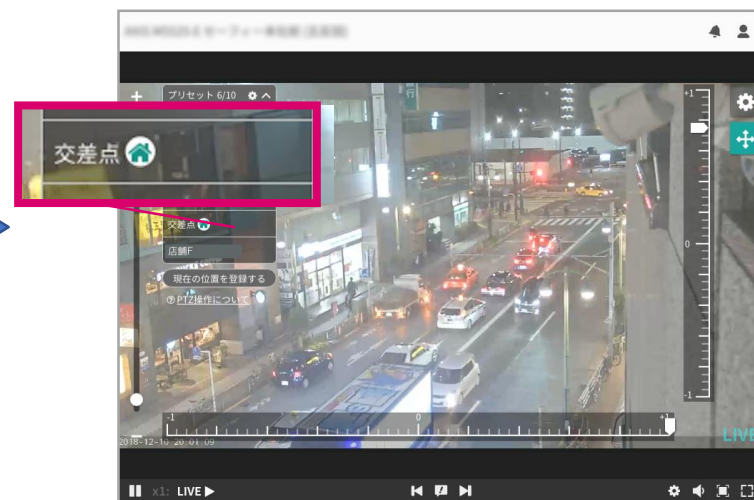 プリセット 6/10
交差点
交差点
店舗F
現在の位置を登録する
?PTZ操作について
+1
0
-1
-1
0
+1
2018-12-10 20:01:09
LIVE
x1: LIVE